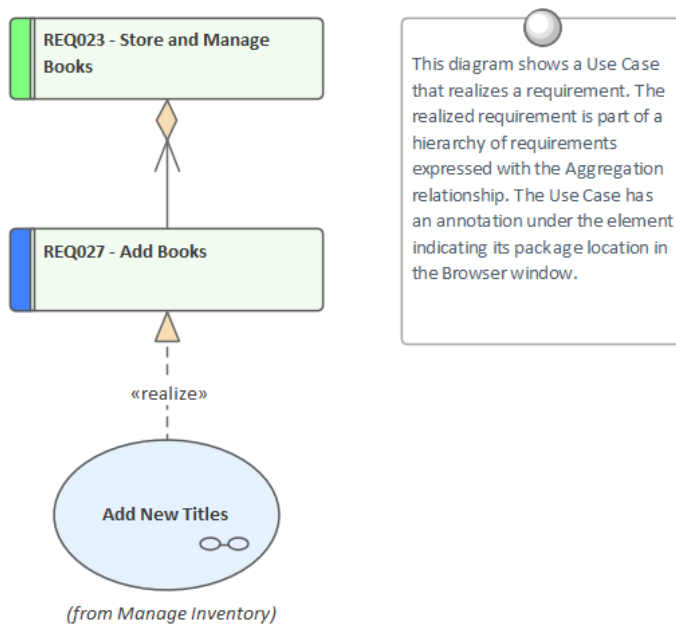 REQ023 - Store and Manage
Books
REQ027 - Add Books
«realize»
Add New Titles
(from Manage Inventory)
This diagram shows a Use Case
that realizes a requirement. The
realized requirement is part of a
hierarchy of requirements
expressed with the Aggregation
relationship. The Use Case has
an annotation under the element
indicating its package location in
the Browser window.